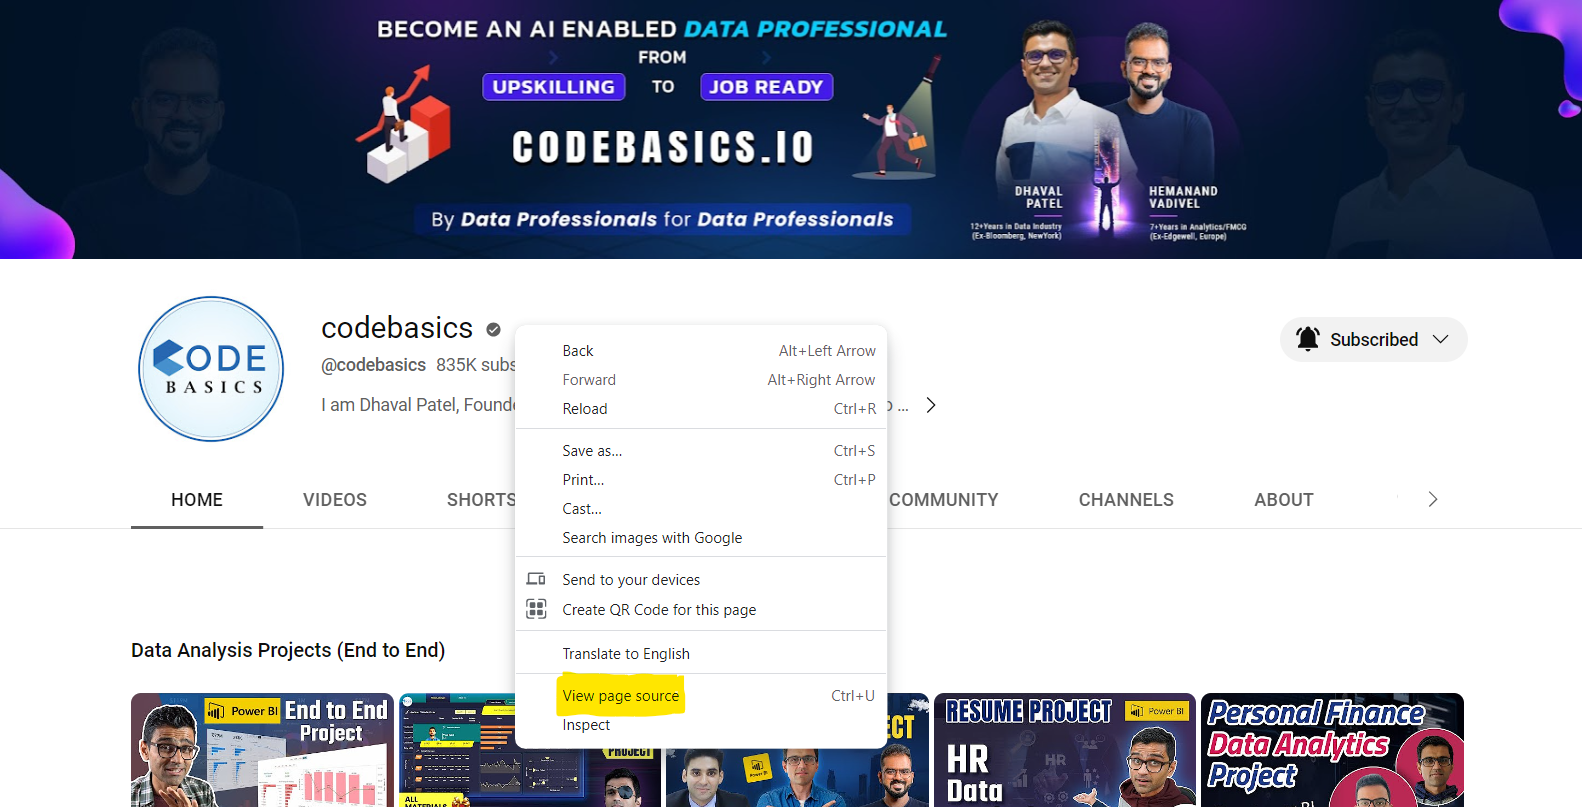 BECOME AN AI ENABLED DATA PROFESSIONAL
FROM
UPSKILLING TO JOB READY
CODEBASICS.IO
By Data Professionals for Data Professionals
DHAVAL
PATEL
12+Years in Data Industry
(Ex-Bloomberg, NewYork)
HEMANAND
VADIVEL
7+Years in Analytics/FMCG
(Ex-Edgewell, Europe)
CODE
BASICS
codebasics
@codebasics 835K subs
I am Dhaval Patel, Founde
...
Subscribed
HOME VIDEOS SHORTS COMMUNITY CHANNELS ABOUT
Back Alt+Left Arrow
Forward Alt+Right Arrow
Reload Ctrl+R
Save as... Ctrl+S
Print... Ctrl+P
Cast...
Search images with Google
Send to your devices
Create QR Code for this page
Translate to English
View page source Ctrl+U
Inspect
Data Analysis Projects (End to End)
Power BI
End to End
Project
PROJECT
ALL
MATERIALS
Power BI
RESUME PROJECT
Power BI
HR
Data
HR
Personal Finance
Data Analytics
Project